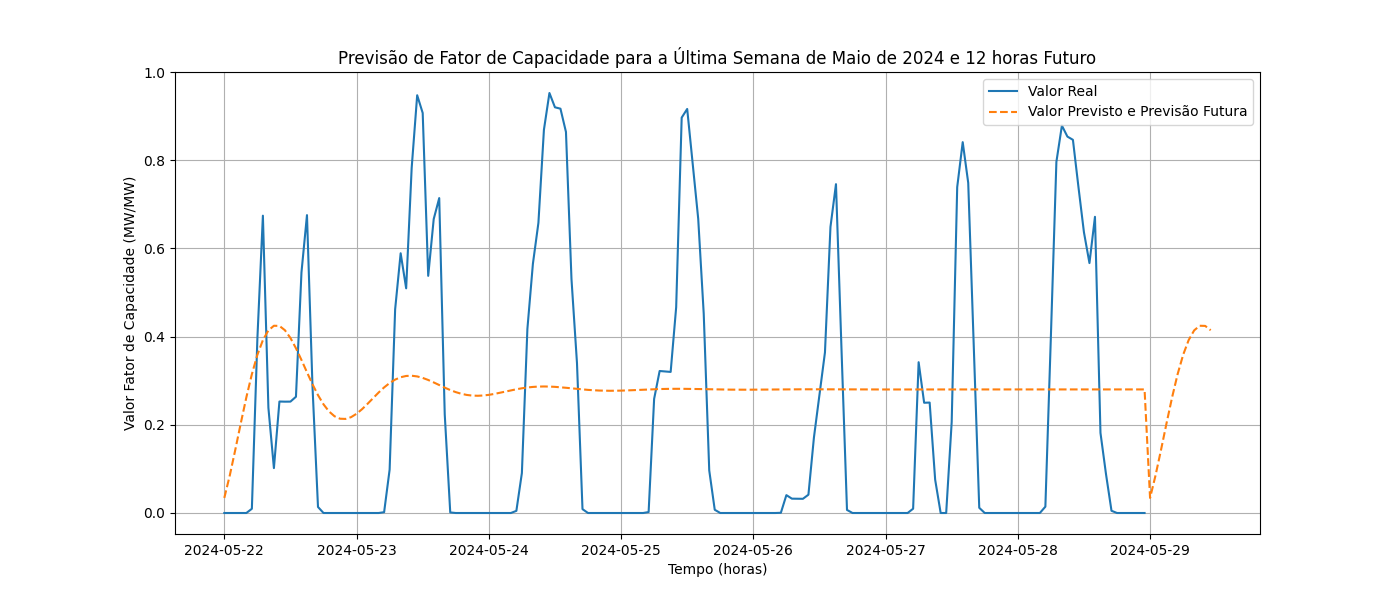 Previsão de Fator de Capacidade para a Última Semana de Maio de 2024 e 12 horas Futuro
Valor Real
Valor Previsto e Previsão Futura
Valor Fator de Capacidade (MW/MW)
1.0
0.8
0.6
0.4
0.2
0.0
2024-05-22 2024-05-23 2024-05-24 2024-05-25 2024-05-26 2024-05-27 2024-05-28 2024-05-29
Tempo (horas)